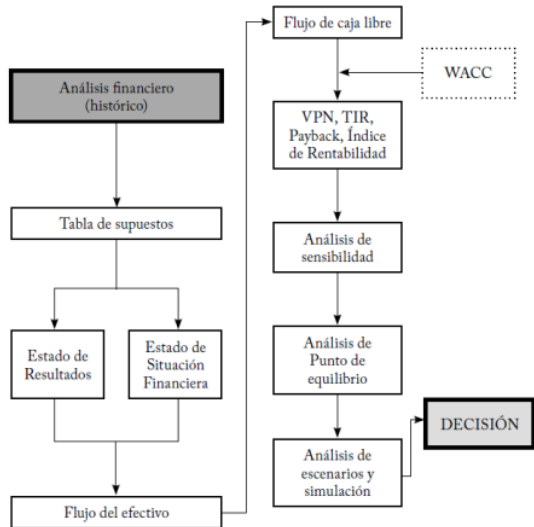 Análisis financiero
(histórico)
Tabla de supuestos
Estado de
Resultados
Estado de
Situación
Financiera
Flujo del efectivo
Flujo de caja libre
WACC
VPN, TIR,
Payback, Índice
de Rentabilidad
Análisis de
sensibilidad
Análisis de
Punto de
equilibrio
Análisis de
escenarios y
simulación
DECISIÓN